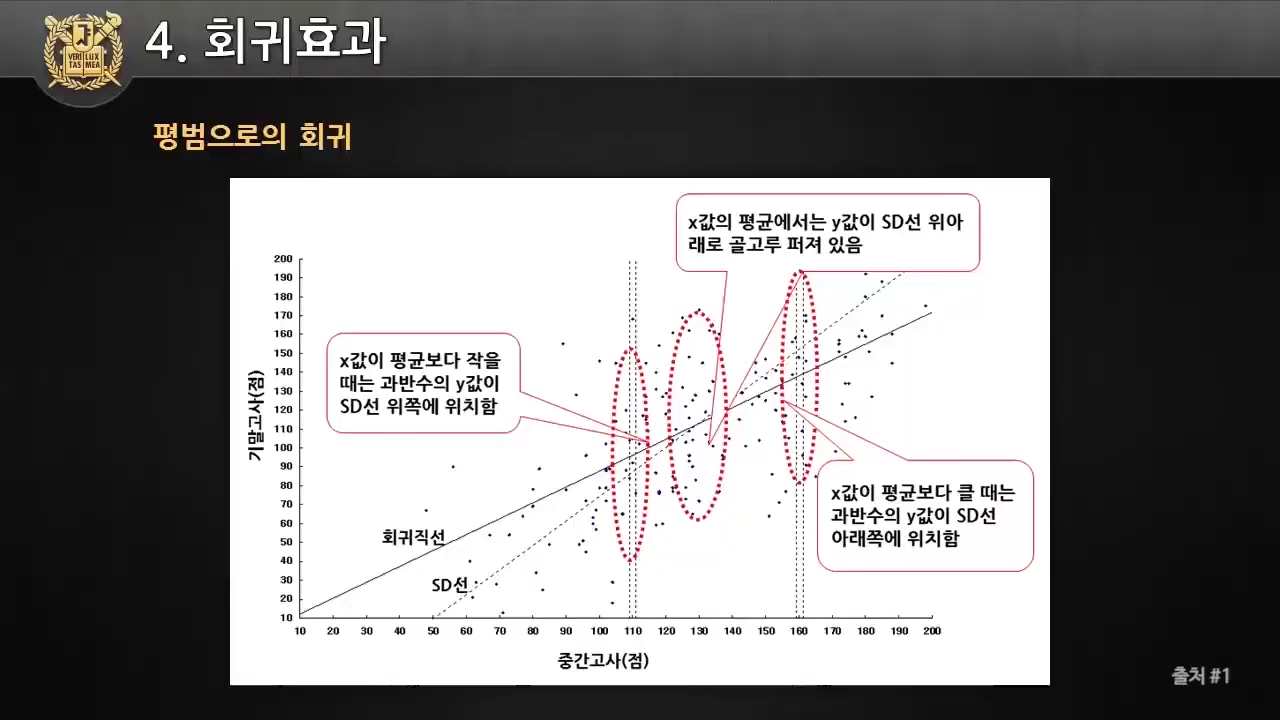 4. 회귀효과
VERI LUX
TAS MEA
평범으로의 회귀
x값의 평균에서는 y값이 SD선 위아
래로 골고루 퍼져 있음
x값이 평균보다 작을
때는 과반수의 y값이
SD선 위쪽에 위치함
x값이 평균보다 클 때는
과반수의 y값이 SD선
아래쪽에 위치함
기말고사(점)
200
190
180
170
160
150
140
130
120
110
100
90
80
70
60
50
40
30
20
10
회귀직선
SD선
10 20 30 40 50 60 70 80 90 100 110 120 130 140 150 160 170 180 190 200
중간고사(점)
출처 #1